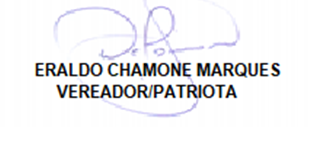 ERALDO CHAMONE MARQUES
VEREADOR/PATRIOTA